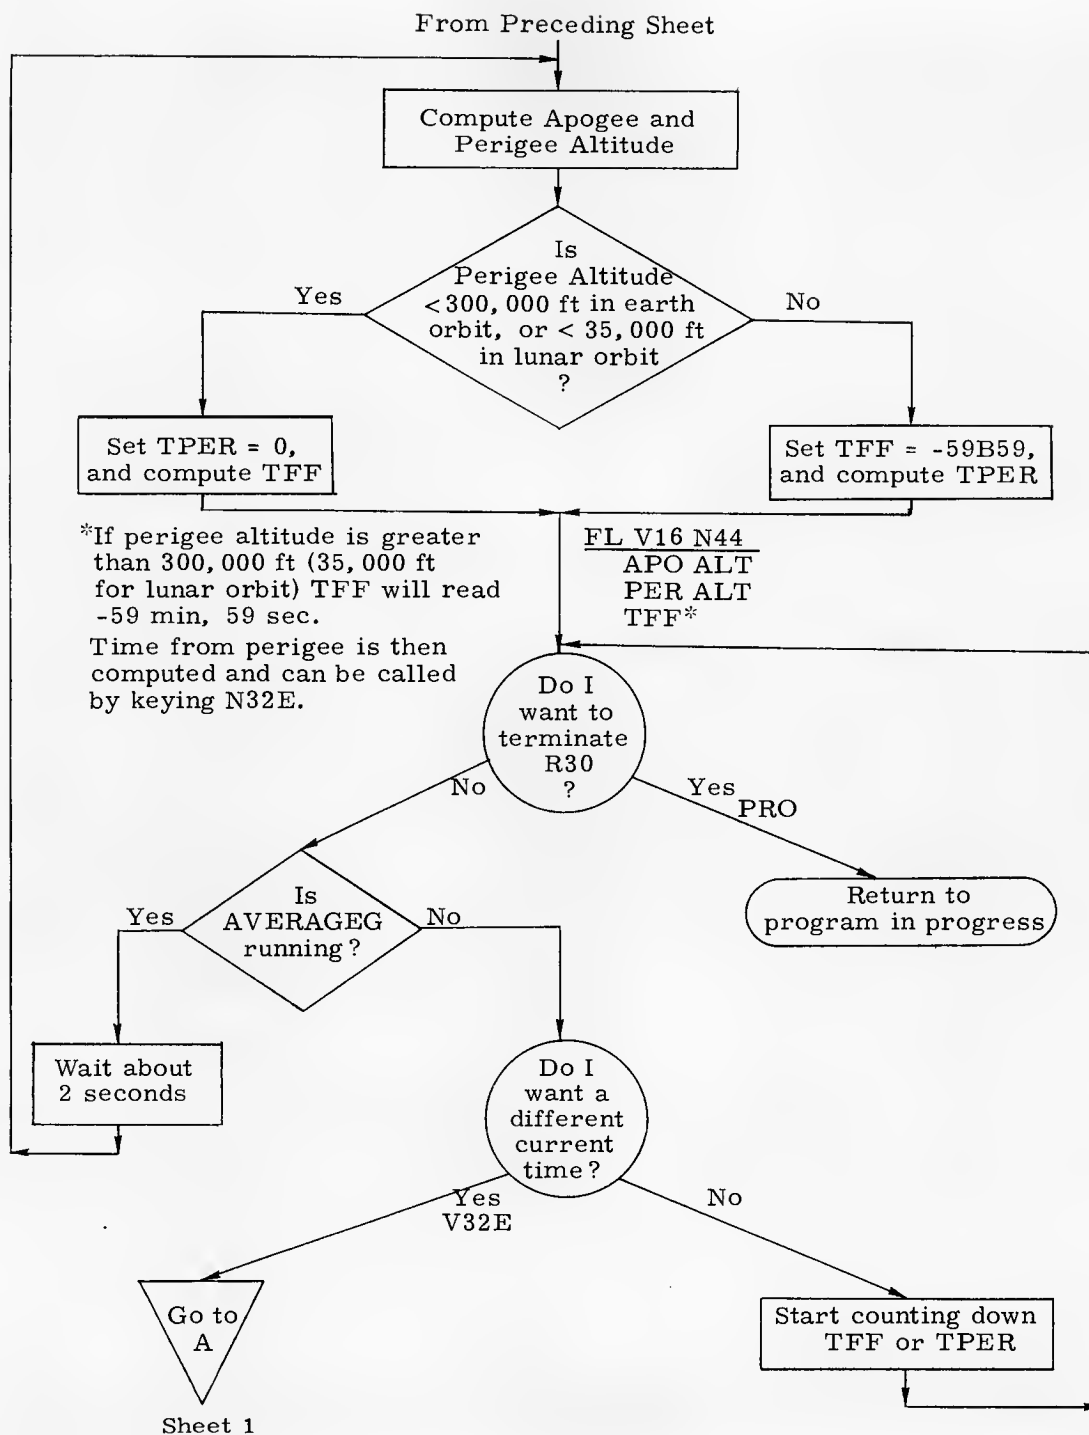 From Preceding Sheet
Compute Apogee and
Perigee Altitude
Is
Perigee Altitude
<300,000 ft in earth
orbit, or < 35,000 ft
in lunar orbit
?
Yes
No
Set TPER = 0,
and compute TFF
Set TFF = -59B59,
and compute TPER
*If perigee altitude is greater
than 300,000 ft (35,000 ft
for lunar orbit) TFF will read
-59 min, 59 sec.
Time from perigee is then
computed and can be called
by keying N32E.
FL V16 N44
APO ALT
PER ALT
TFF*
Do I
want to
terminate
R30
?
No
Yes
PRO
Return to
program in progress
Is
AVERAGEG
running?
Yes
No
Wait about
2 seconds
Do I
want a
different
current
time?
Yes
V32E
No
Go to
A
Sheet 1
Start counting down
TFF or TPER